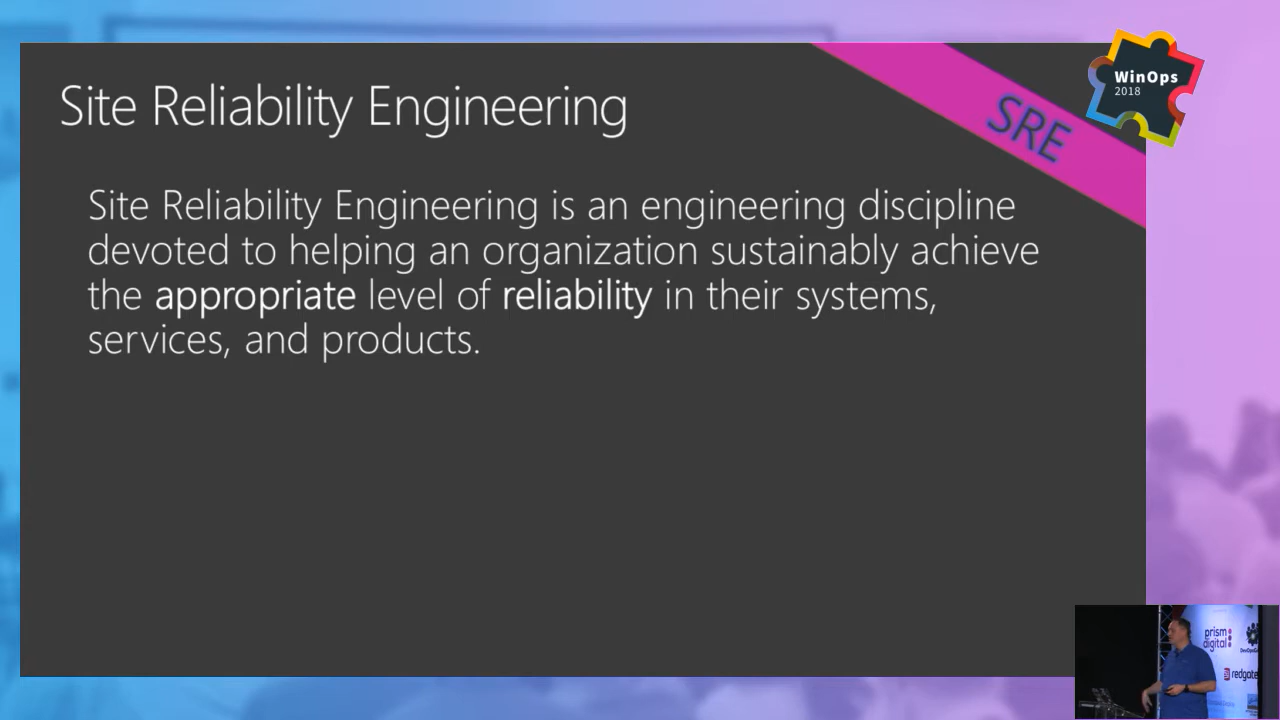 Site Reliability Engineering
SRE
WinOps
2018
Site Reliability Engineering is an engineering discipline
devoted to helping an organization sustainably achieve
the appropriate level of reliability in their systems,
services, and products.
prism
digital
redgate